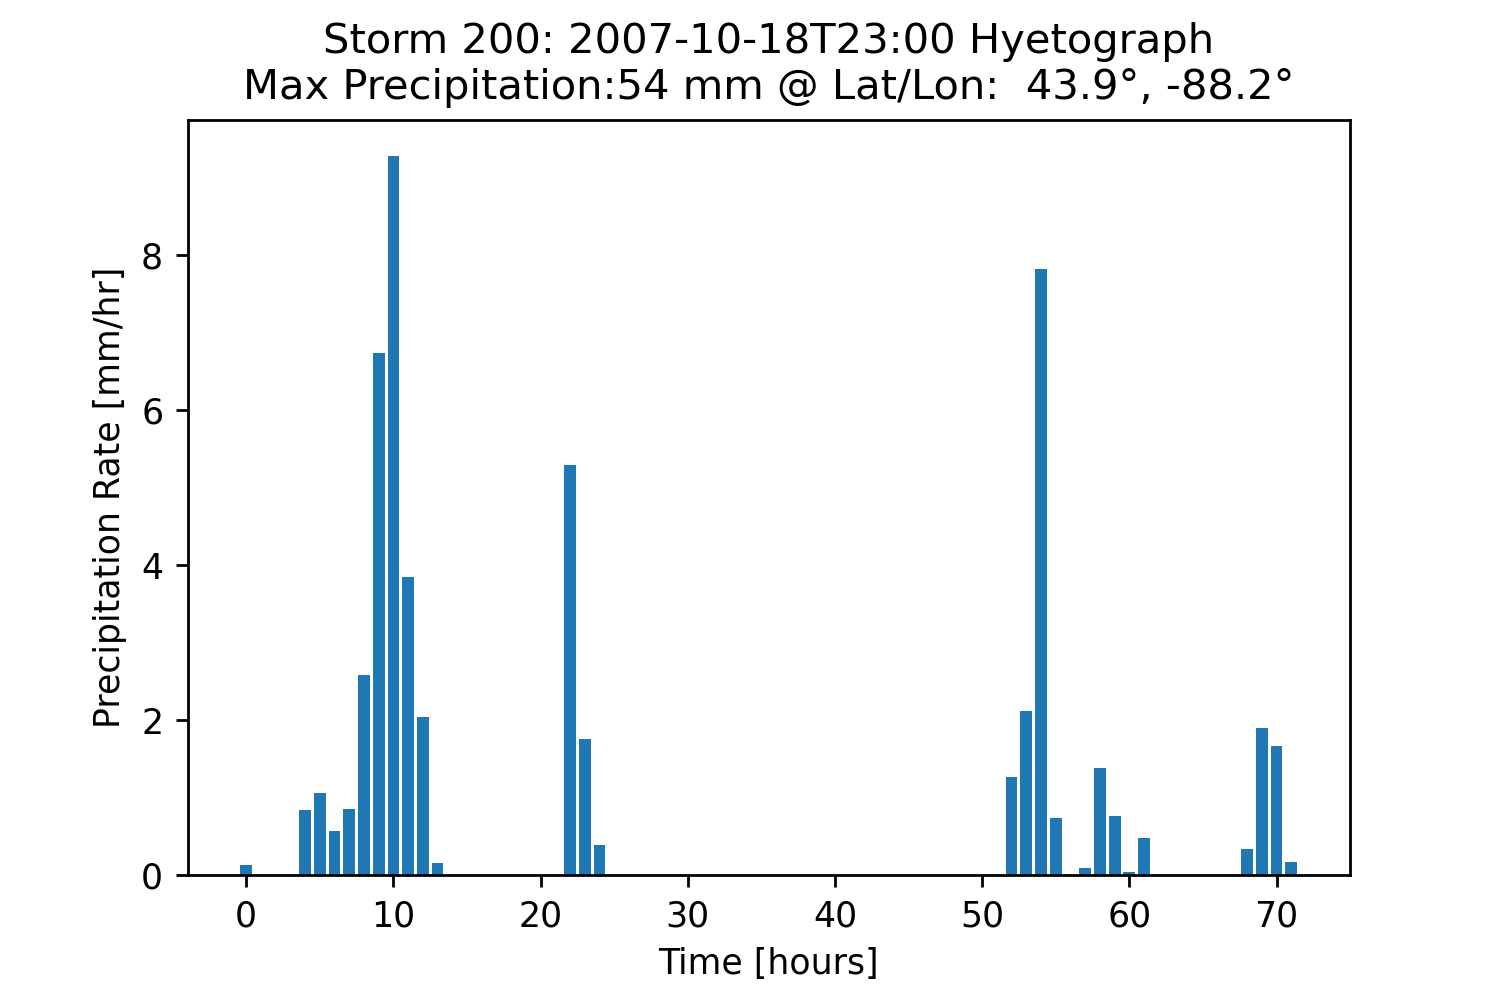 Storm 200: 2007-10-18T23:00 Hyetograph
Max Precipitation:54 mm @ Lat/Lon:  43.9°, -88.2°
Precipitation Rate [mm/hr]
8
6
4
2
0
0 10 20 30 40 50 60 70
Time [hours]